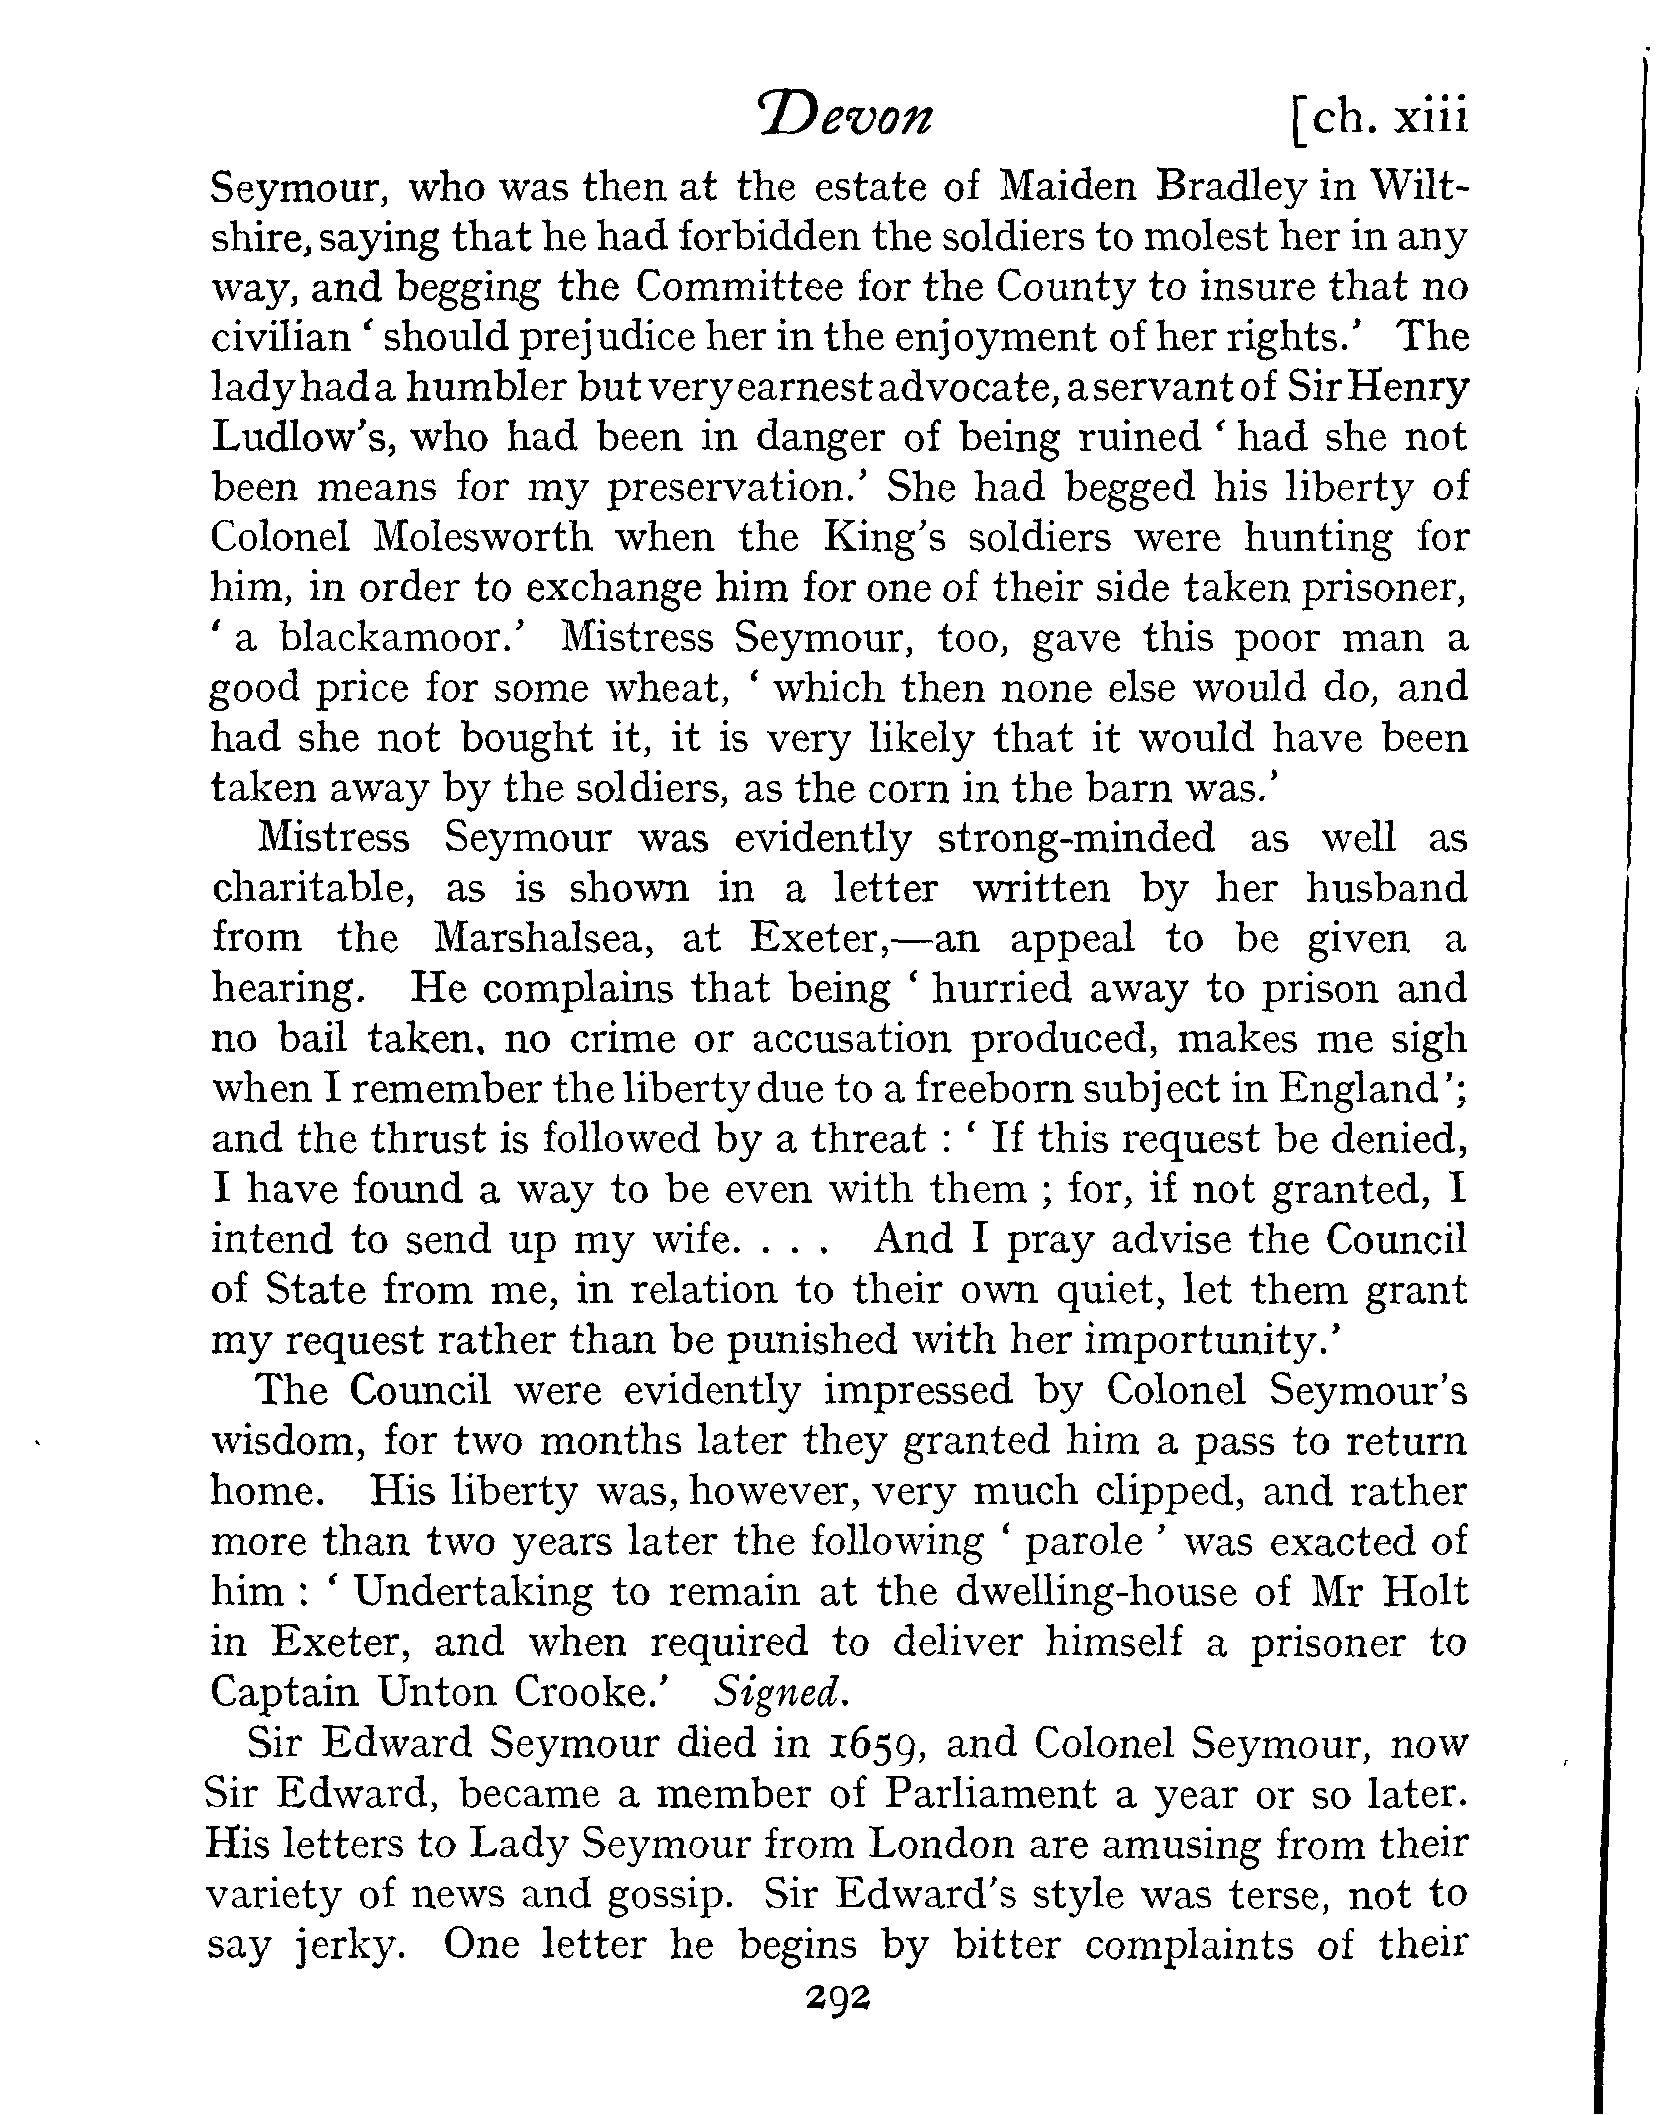 Devon [ch. xiii
Seymour, who was then at the estate of Maiden Bradley in Wilt-
shire, saying that he had forbidden the soldiers to molest her in any
way, and begging the Committee for the County to insure that no
civilian ‘ should prejudice her in the enjoyment of her rights.’ The
lady had a humbler but very earnest advocate, a servant of Sir Henry
Ludlow’s, who had been in danger of being ruined ‘ had she not
been means for my preservation.’ She had begged his liberty of
Colonel Molesworth when the King’s soldiers were hunting for
him, in order to exchange him for one of their side taken prisoner,
‘ a blackamoor.’ Mistress Seymour, too, gave this poor man a
good price for some wheat, ‘ which then none else would do, and
had she not bought it, it is very likely that it would have been
taken away by the soldiers, as the corn in the barn was.’
Mistress Seymour was evidently strong-minded as well as
charitable, as is shown in a letter written by her husband
from the Marshalsea, at Exeter,—an appeal to be given a
hearing. He complains that being ‘ hurried away to prison and
no bail taken, no crime or accusation produced, makes me sigh
when I remember the liberty due to a freeborn subject in England’;
and the thrust is followed by a threat : ‘ If this request be denied,
I have found a way to be even with them ; for, if not granted, I
intend to send up my wife. . . . And I pray advise the Council
of State from me, in relation to their own quiet, let them grant
my request rather than be punished with her importunity.’
The Council were evidently impressed by Colonel Seymour’s
wisdom, for two months later they granted him a pass to return
home. His liberty was, however, very much clipped, and rather
more than two years later the following ‘ parole ’ was exacted of
him : ‘ Undertaking to remain at the dwelling-house of Mr Holt
in Exeter, and when required to deliver himself a prisoner to
Captain Unton Crooke.’ Signed.
Sir Edward Seymour died in 1659, and Colonel Seymour, now
Sir Edward, became a member of Parliament a year or so later.
His letters to Lady Seymour from London are amusing from their
variety of news and gossip. Sir Edward’s style was terse, not to
say jerky. One letter he begins by bitter complaints of their
292